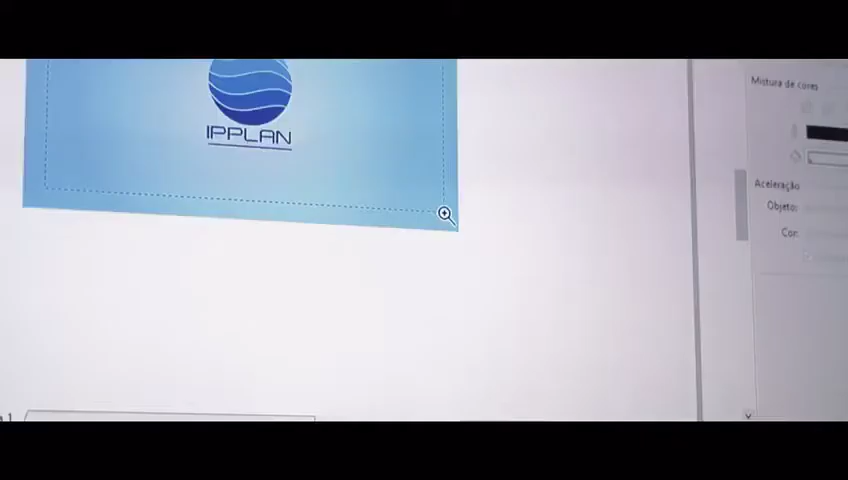 IPPLAN
Mistura de cores
Aceleração
Objeto:
Cor: